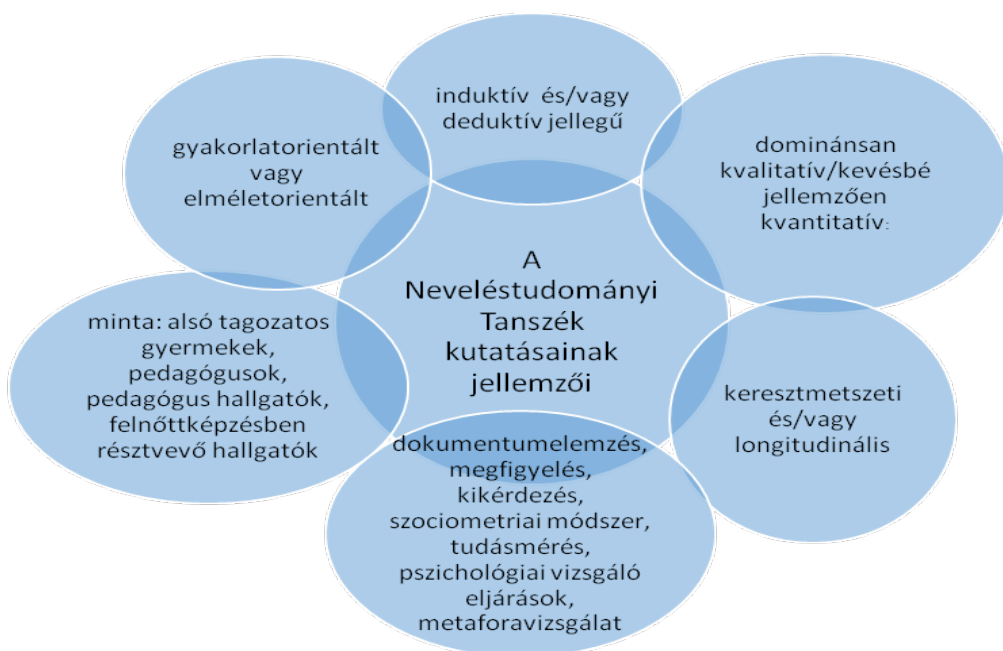 induktív és/vagy
deduktív jellegű
dominánsan
kvalitatív/kevésbé
jellemzően
kvantitatív:
keresztmetszeti
és/vagy
longitudinális
dokumentumelemzés,
megfigyelés,
kikérdezés,
szociometriai módszer,
tudásmérés,
pszichológiai vizsgáló
eljárások,
metaforavizsgálat
minta: alsó tagozatos
gyermekek,
pedagógusok,
pedagógus hallgatók,
felnőttképzésben
résztvevő hallgatók
gyakorlatorientált
vagy
elméletorientált
A
Neveléstudományi
Tanszék
kutatásainak
jellemzői